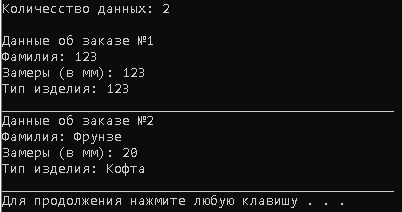 Количесство данных: 2
Данные об заказе №1
Фамилия: 123
Замеры (в мм): 123
Тип изделия: 123
Данные об заказе №2
Фамилия: Фрунзе
Замеры (в мм): 20
Тип изделия: Кофта
Для продолжения нажмите любую клавишу . . .